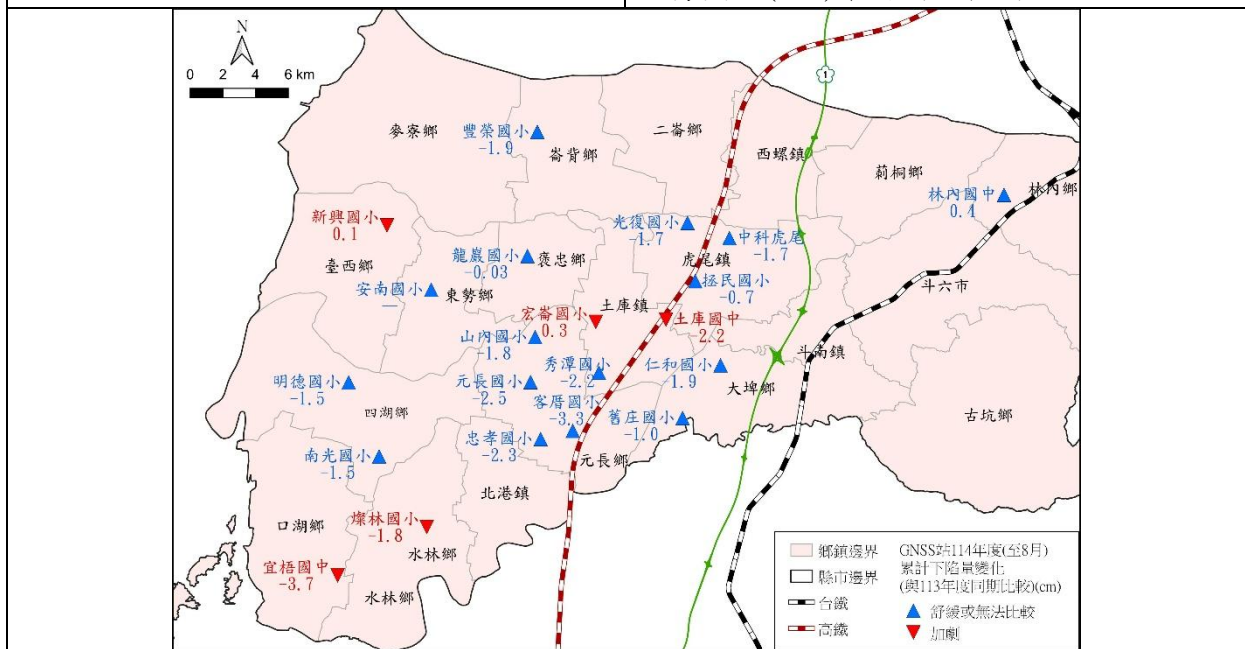 N
0 2 4 6 km
1
麥寮鄉
豐榮國小
-1.9
崙背鄉
二崙鄉
西螺鎮
莿桐鄉
林內國中
0.4
林內鄉
新興國小
0.1
臺西鄉
光復國小
-1.7
中科虎尾
-1.7
虎尾鎮
龍巖國小
-0.03
褒忠鄉
拯民國小
-0.7
安南國小
—
東勢鄉
斗六市
土庫鎮
宏崙國小
0.3
土庫國中
-2.2
山內國小
-1.8
斗南鎮
秀潭國小
-2.2
仁和國小
-1.9
明德國小
-1.5
元長國小
-2.5
大埤鄉
客厝國小
-3.3
四湖鄉
古坑鄉
舊庄國小
-1.0
忠孝國小
-2.3
元長鄉
南光國小
-1.5
北港鎮
口湖鄉
燦林國小
-1.8
水林鄉
宜梧國中
-3.7
水林鄉
鄉鎮邊界
縣市邊界
台鐵
高鐵
GNSS站114年度(至8月)
累計下陷量變化
(與113年度同期比較)(cm)
舒緩或無法比較
加劇